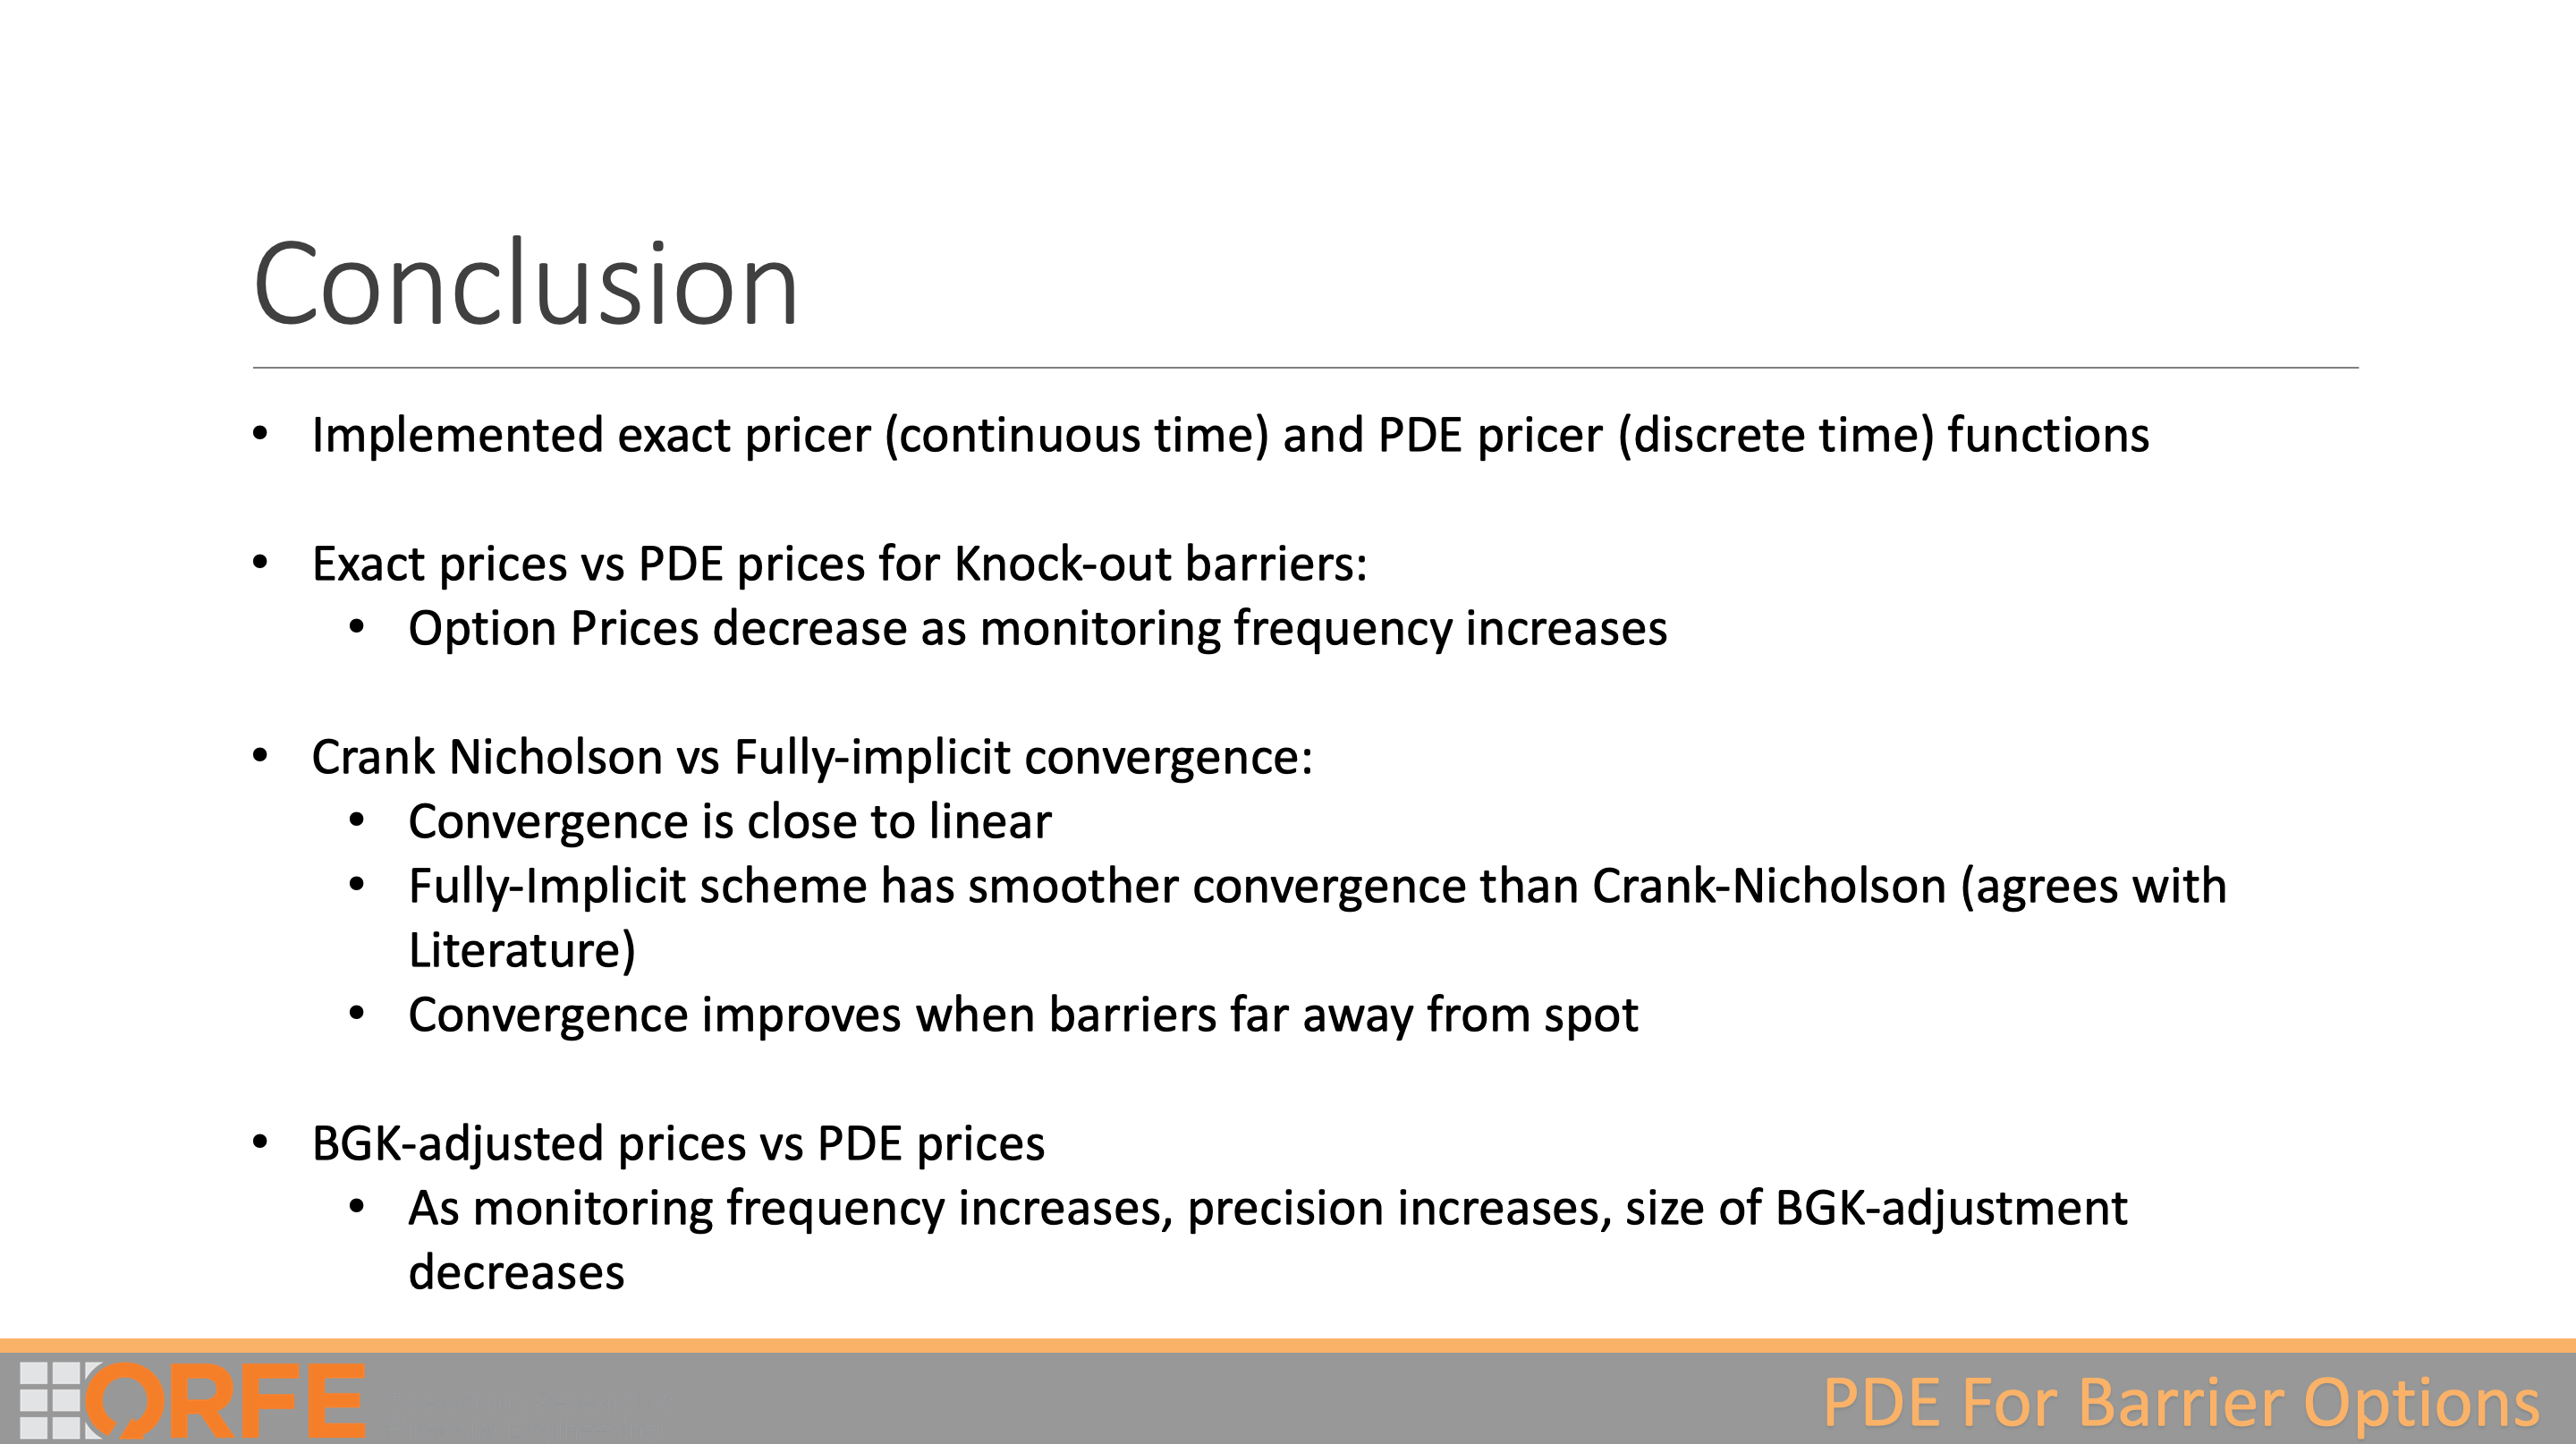 Conclusion
• Implemented exact pricer (continuous time) and PDE pricer (discrete time) functions
• Exact prices vs PDE prices for Knock-out barriers:
• Option Prices decrease as monitoring frequency increases
• Crank Nicholson vs Fully-implicit convergence:
• Convergence is close to linear
• Fully-Implicit scheme has smoother convergence than Crank-Nicholson (agrees with
Literature)
• Convergence improves when barriers far away from spot
• BGK-adjusted prices vs PDE prices
• As monitoring frequency increases, precision increases, size of BGK-adjustment
decreases
ORFE
PDE For Barrier Options